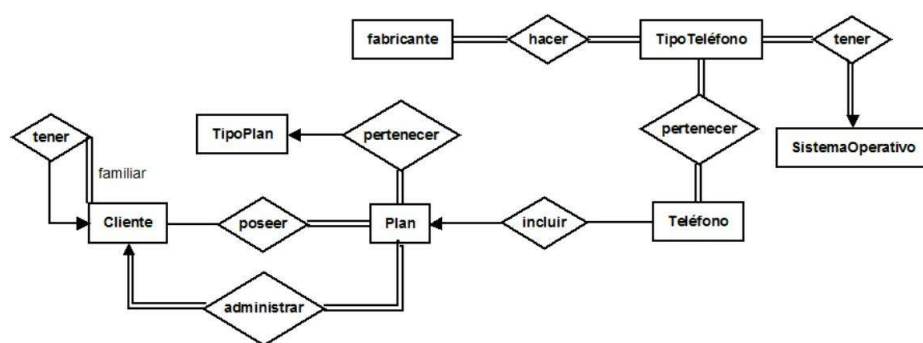 fabricante
hacer
TipoTeléfono
tener
tener
TipoPlan
pertenecer
pertenecer
SistemaOperativo
familiar
Cliente
poseer
Plan
incluir
Teléfono
administrar